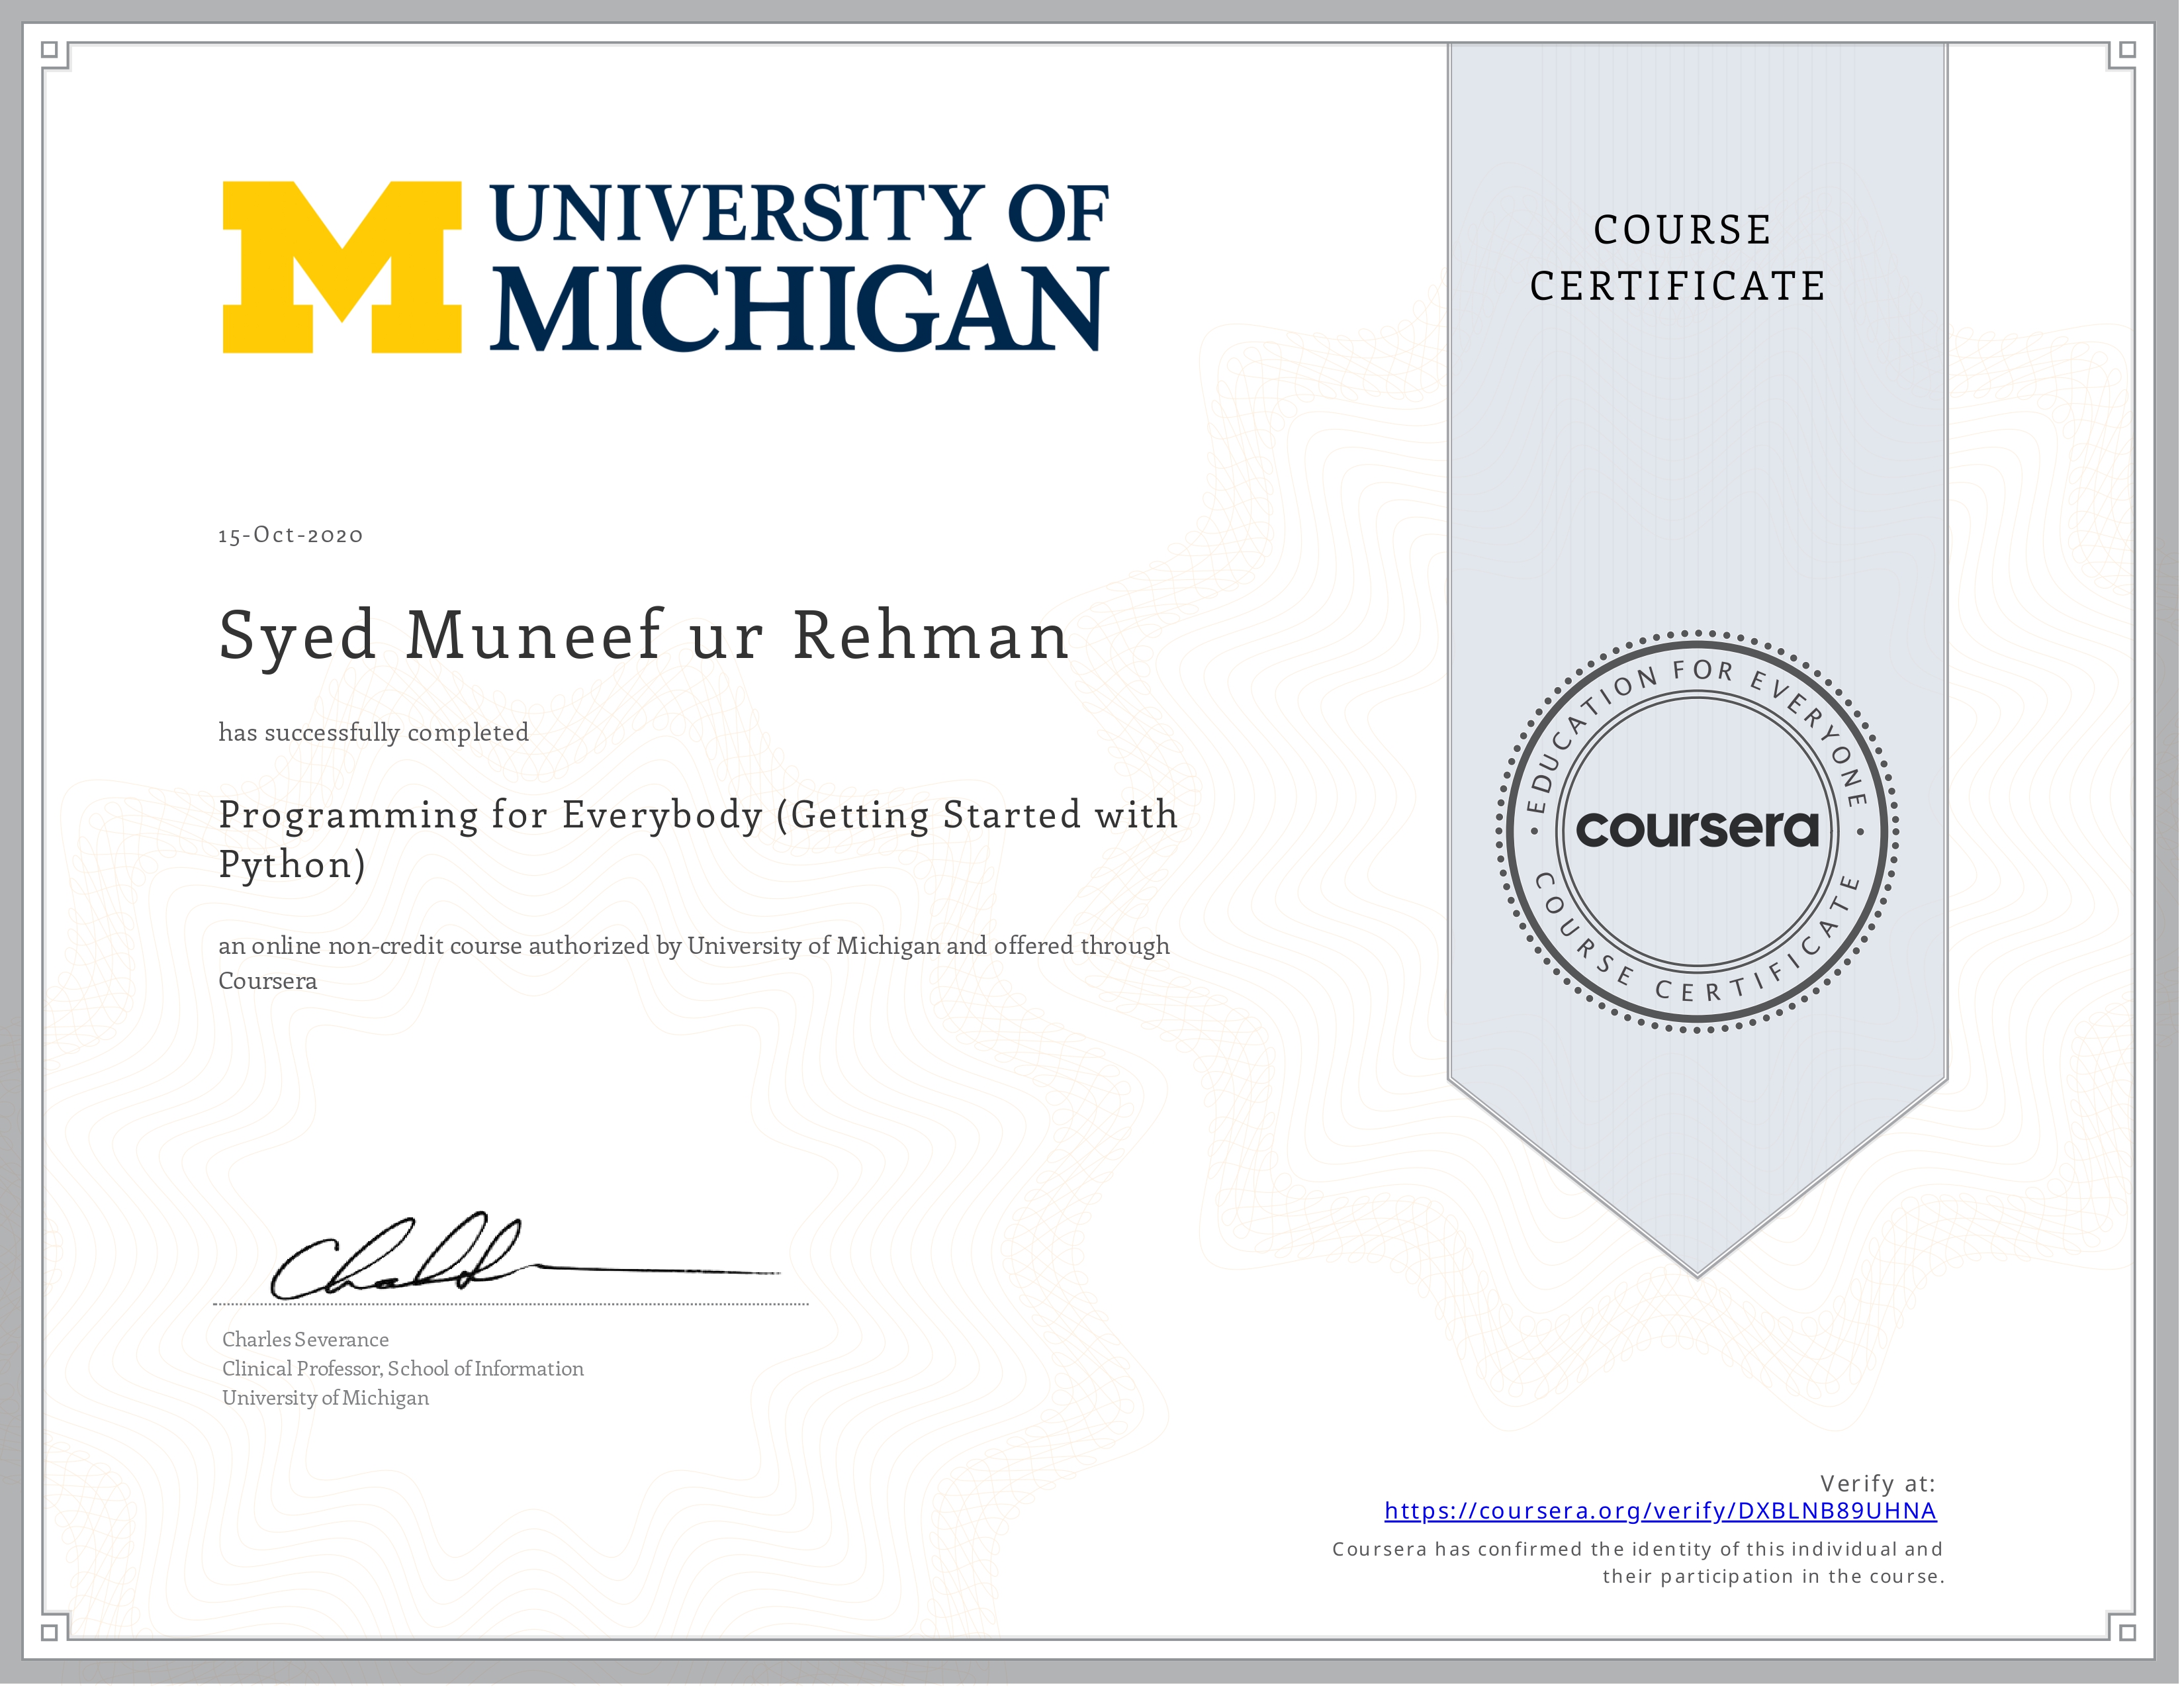 UNIVERSITY OF
MICHIGAN
COURSE
CERTIFICATE
15-Oct-2020
Syed Muneef ur Rehman
has successfully completed
Programming for Everybody (Getting Started with
Python)
an online non-credit course authorized by University of Michigan and offered through
Coursera
EDUCATION FOR EVERYONE
coursera
COURSE CERTIFICATE
Charles Severance
Clinical Professor, School of Information
University of Michigan
Verify at:
https://coursera.org/verify/DXBLNB89UHNA
Coursera has confirmed the identity of this individual and
their participation in the course.